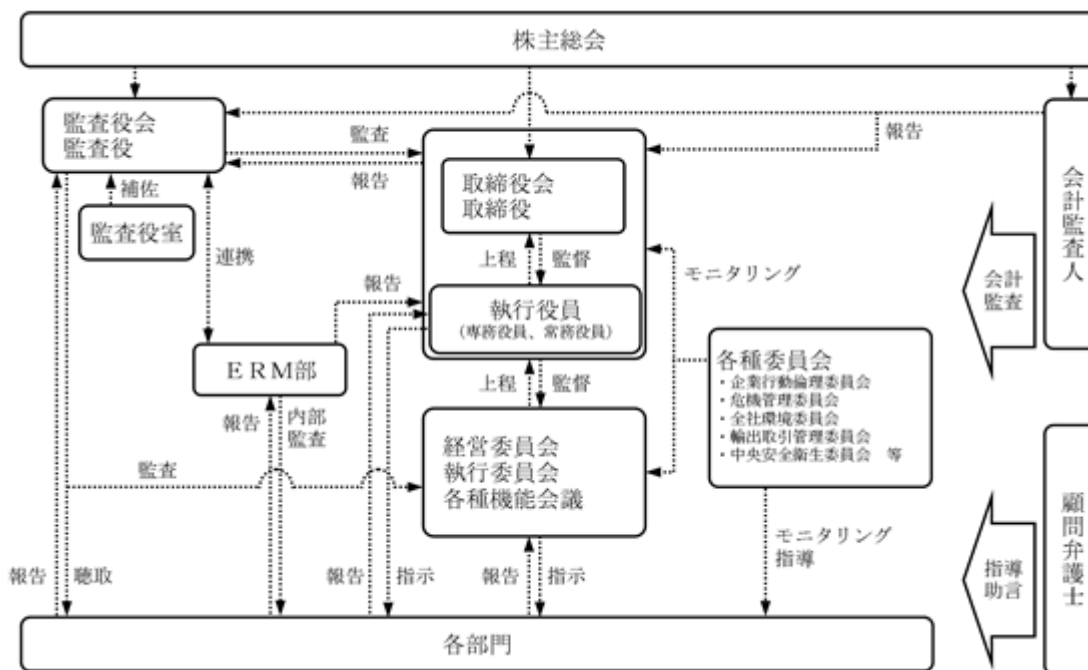 株主総会
監査役会
監査役
監査
報告
報告
補佐
監査役室
連携
取締役会
取締役
上程
監督
執行役員
(専務役員、常務役員)
報告
モニタリング
会計監査人
会計
監査
ERM部
上程
監督
各種委員会
・企業行動倫理委員会
・危機管理委員会
・全社環境委員会
・輸出取引管理委員会
・中央安全衛生委員会 等
報告
内部
監査
監査
経営委員会
執行委員会
各種機能会議
モニタリング
指導
顧問弁護士
指導
助言
報告
聴取
報告
指示
報告
指示
各部門